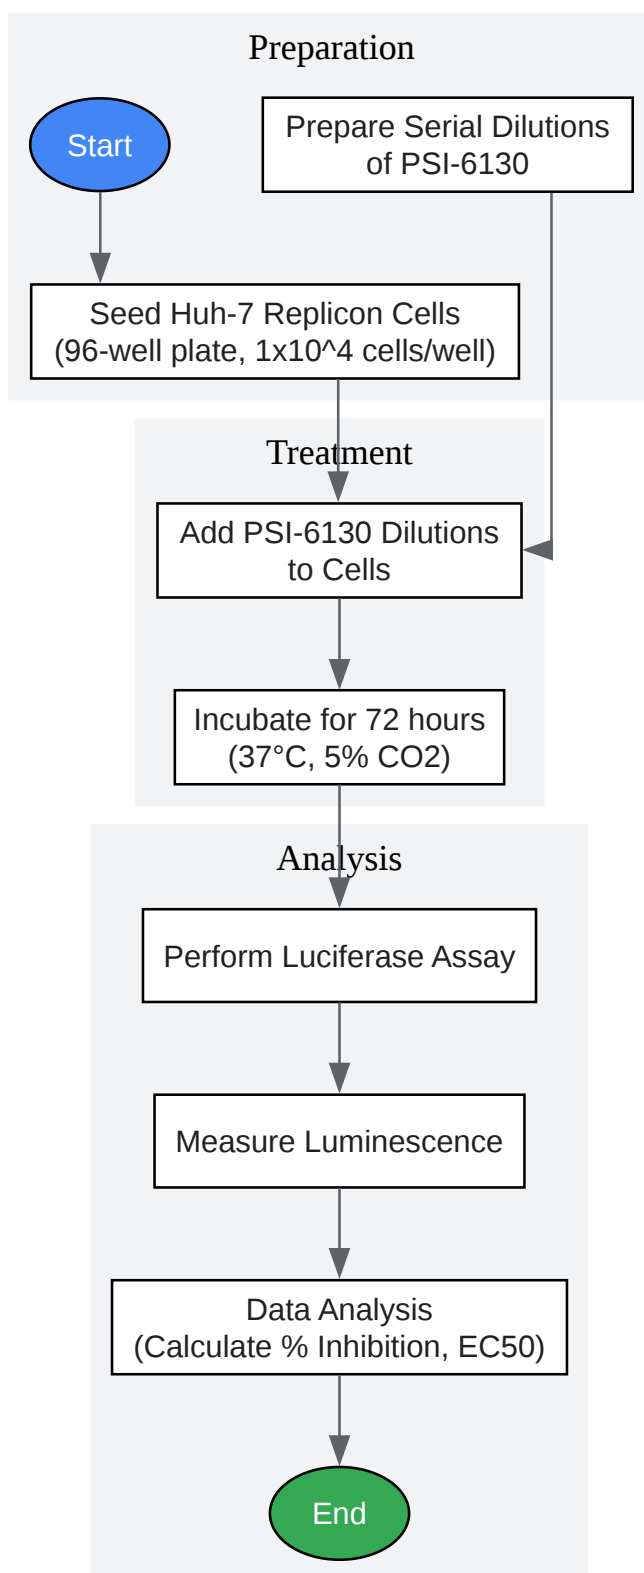 Preparation
Start
Prepare Serial Dilutions
of PSI-6130
Seed Huh-7 Replicon Cells
(96-well plate, 1x10^4 cells/well)
Treatment
Add PSI-6130 Dilutions
to Cells
Incubate for 72 hours
(37°C, 5% CO2)
Analysis
Perform Luciferase Assay
Measure Luminescence
Data Analysis
(Calculate % Inhibition, EC50)
End